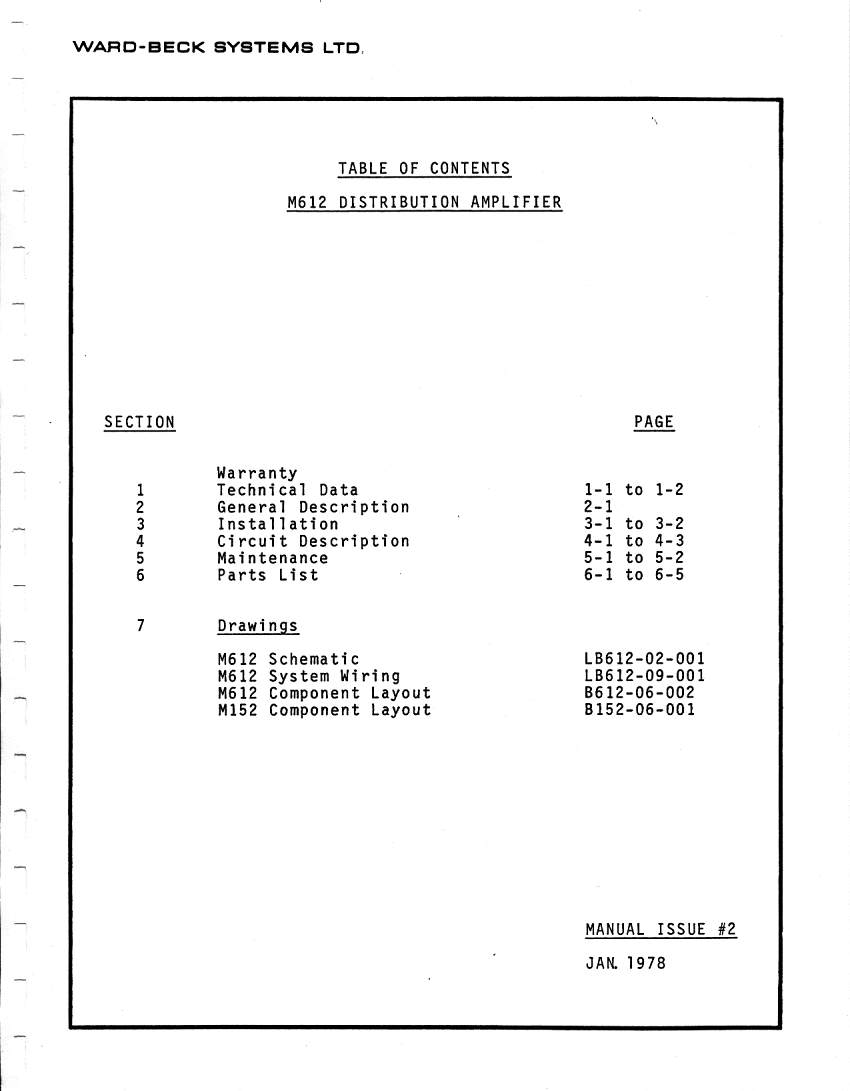 WARD-BECK SYSTEMS LTD.
TABLE OF CONTENTS
M612 DISTRIBUTION AMPLIFIER
SECTION PAGE
Warranty
1 Technical Data 1-1 to 1-2
2 General Description 2-1
3 Installation 3-1 to 3-2
4 Circuit Description 4-1 to 4-3
5 Maintenance 5-1 to 5-2
6 Parts List 6-1 to 6-5
7 Drawings
M612 Schematic LB612-02-001
M612 System Wiring LB612-09-001
M612 Component Layout B612-06-002
M152 Component Layout B152-06-001
MANUAL ISSUE #2
JAN. 1978